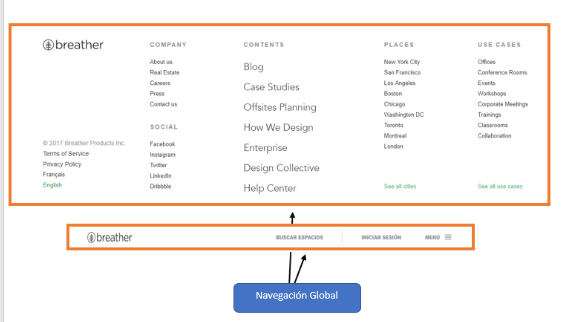 breather
© 2017 Breather Products Inc.
Terms of Service
Privacy Policy
Français
English
COMPANY
About us
Real Estate
Careers
Press
Contact us
SOCIAL
Facebook
Instagram
Twitter
LinkedIn
Dribbble
CONTENTS
Blog
Case Studies
Offsites Planning
How We Design
Enterprise
Design Collective
Help Center
PLACES
New York City
San Francisco
Los Angeles
Boston
Chicago
Washington DC
Toronto
Montreal
London
See all cities
USE CASES
Offices
Conference Rooms
Events
Workshops
Corporate Meetings
Trainings
Classrooms
Collaboration
See all use cases
breather BUSCAR ESPACIOS INICIAR SESIÓN MENÚ
Navegación Global